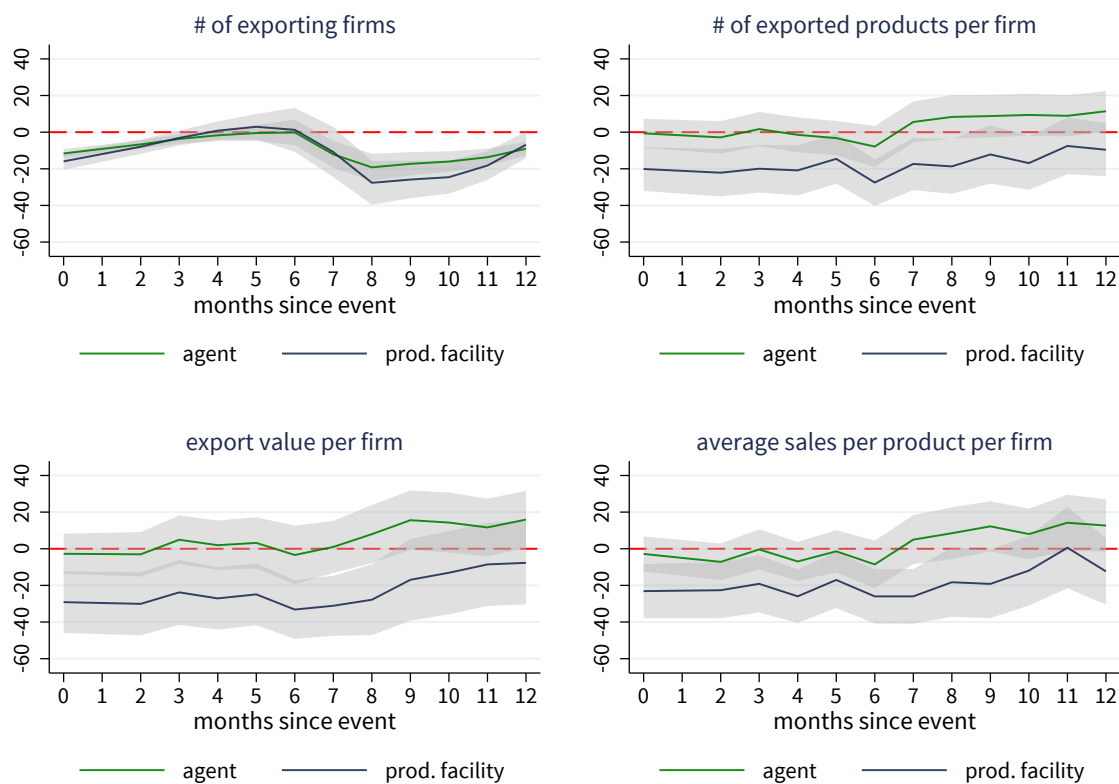 # of exporting firms
40
20
0
-20
-40
-60
0 1 2 3 4 5 6 7 8 9 10 11 12
months since event
agent prod. facility
# of exported products per firm
40
20
0
-20
-40
-60
0 1 2 3 4 5 6 7 8 9 10 11 12
months since event
agent prod. facility
export value per firm
40
20
0
-20
-40
-60
0 1 2 3 4 5 6 7 8 9 10 11 12
months since event
agent prod. facility
average sales per product per firm
40
20
0
-20
-40
-60
0 1 2 3 4 5 6 7 8 9 10 11 12
months since event
agent prod. facility